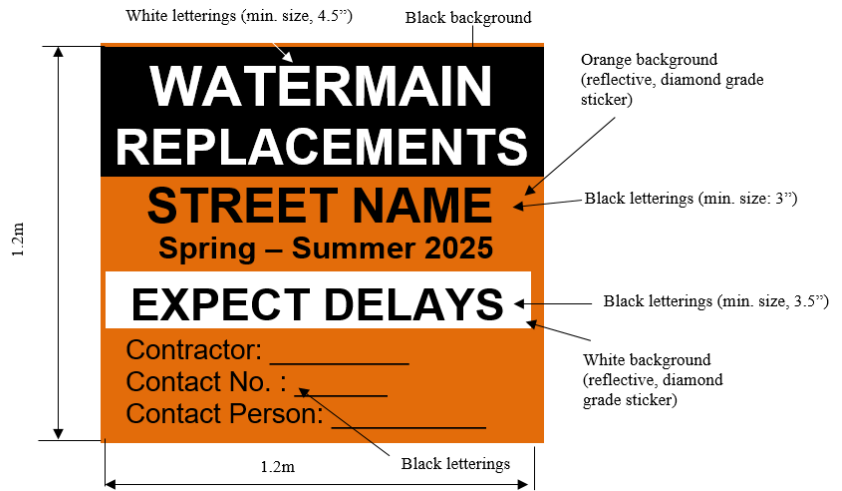 White letterings (min. size, 4.5”)
Black background
WATERMAIN
REPLACEMENTS
Orange background
(reflective, diamond grade
sticker)
STREET NAME
Black letterings (min. size: 3”)
Spring – Summer 2025
1.2m
EXPECT DELAYS
Black letterings (min. size, 3.5”)
Contractor: __________
Contact No. : _______
Contact Person: ___________
White background
(reflective, diamond
grade sticker)
1.2m
Black letterings